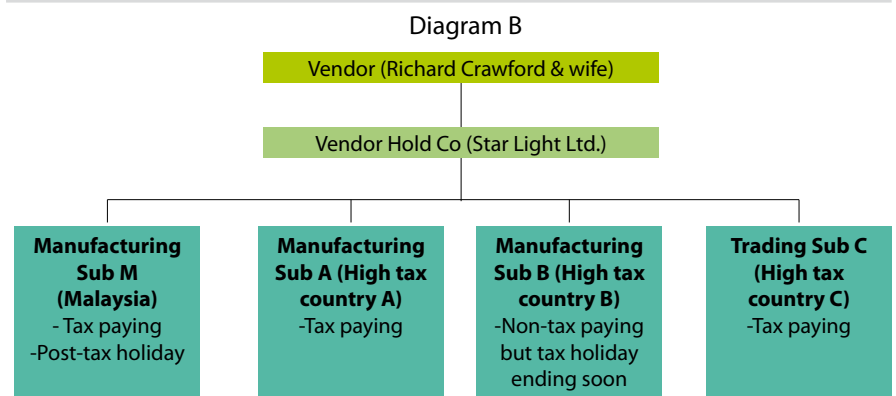 Diagram B
Vendor (Richard Crawford & wife)
Vendor Hold Co (Star Light Ltd.)
Manufacturing
Sub M
(Malaysia)
- Tax paying
-Post-tax holiday
Manufacturing
Sub A (High tax
country A)
-Tax paying
Manufacturing
Sub B (High tax
country B)
-Non-tax paying
but tax holiday
ending soon
Trading Sub C
(High tax
country C)
-Tax paying